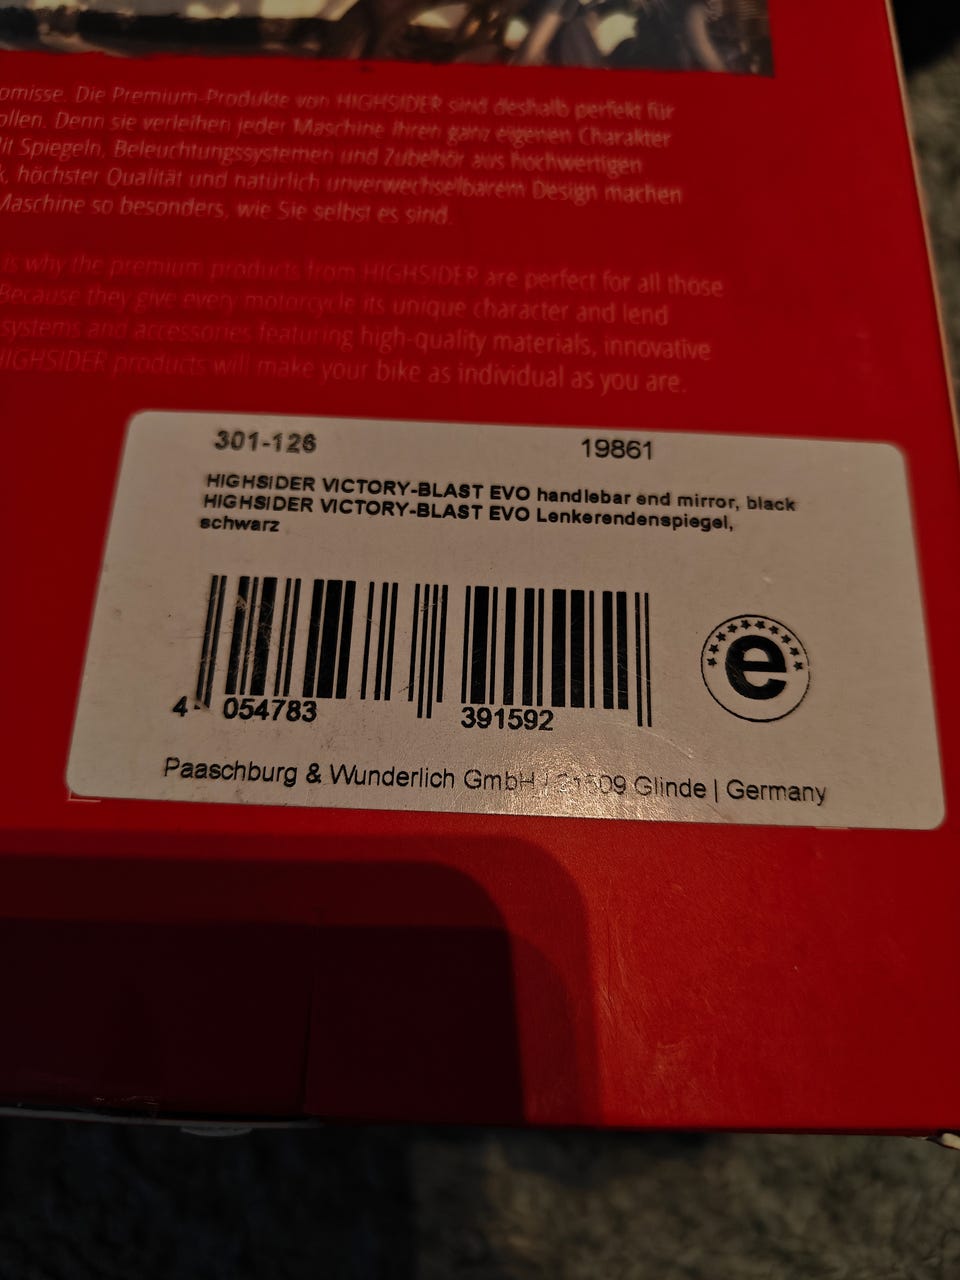 omisse. Die Premium-Produkte von HIGHSIDER sind deshalb perfekt für
ollen. Denn sie verleihen jeder Maschine ihren ganz eigenen Charakter
it Spiegeln, Beleuchtungssystemen und Zubehör aus hochwertigen
k, höchster Qualität und natürlich unverwechselbarem Design machen
Maschine so besonders, wie Sie selbst es sind.
is why the premium products from HIGHSIDER are perfect for all those
Because they give every motorcycle its unique character and lend
systems and accessories featuring high-quality materials, innovative
HIGHSIDER products will make your bike as individual as you are.
301-126 19861
HIGHSIDER VICTORY-BLAST EVO handlebar end mirror, black
HIGHSIDER VICTORY-BLAST EVO Lenkerendenspiegel,
schwarz
e
4 054783 391592
Paaschburg & Wunderlich GmbH Glinde | Germany